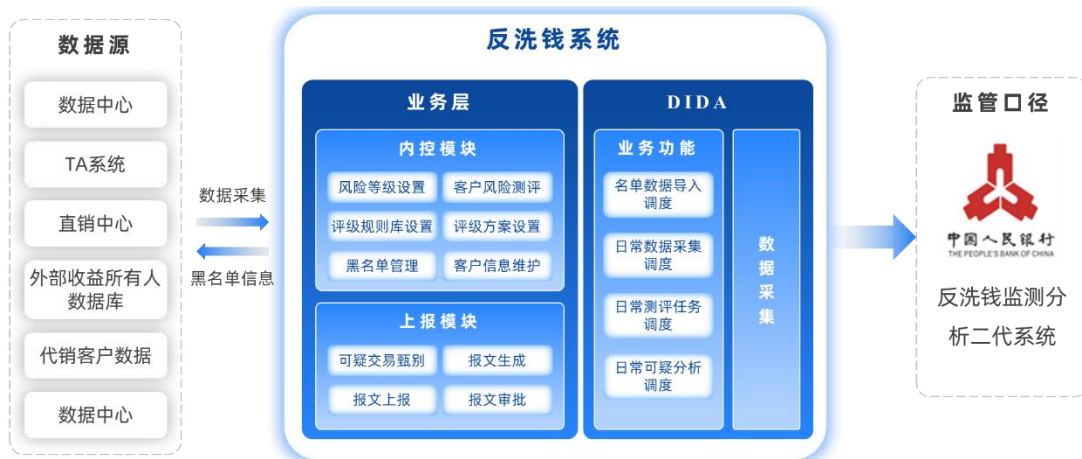 数据源
数据中心
TA系统
直销中心
外部收益所有人
数据库
代销客户数据
数据中心
数据采集
黑名单信息
反洗钱系统
业务层
内控模块
风险等级设置
客户风险测评
评级规则库设置
评级方案设置
黑名单管理
客户信息维护
上报模块
可疑交易甄别
报文生成
报文上报
报文审批
DIDA
业务功能
名单数据导入
调度
日常数据采集
调度
日常测评任务
调度
日常可疑分析
调度
数据采集
监管口径
中国人民银行
THE PEOPLE'S BANK OF CHINA
反洗钱监测分
析二代系统